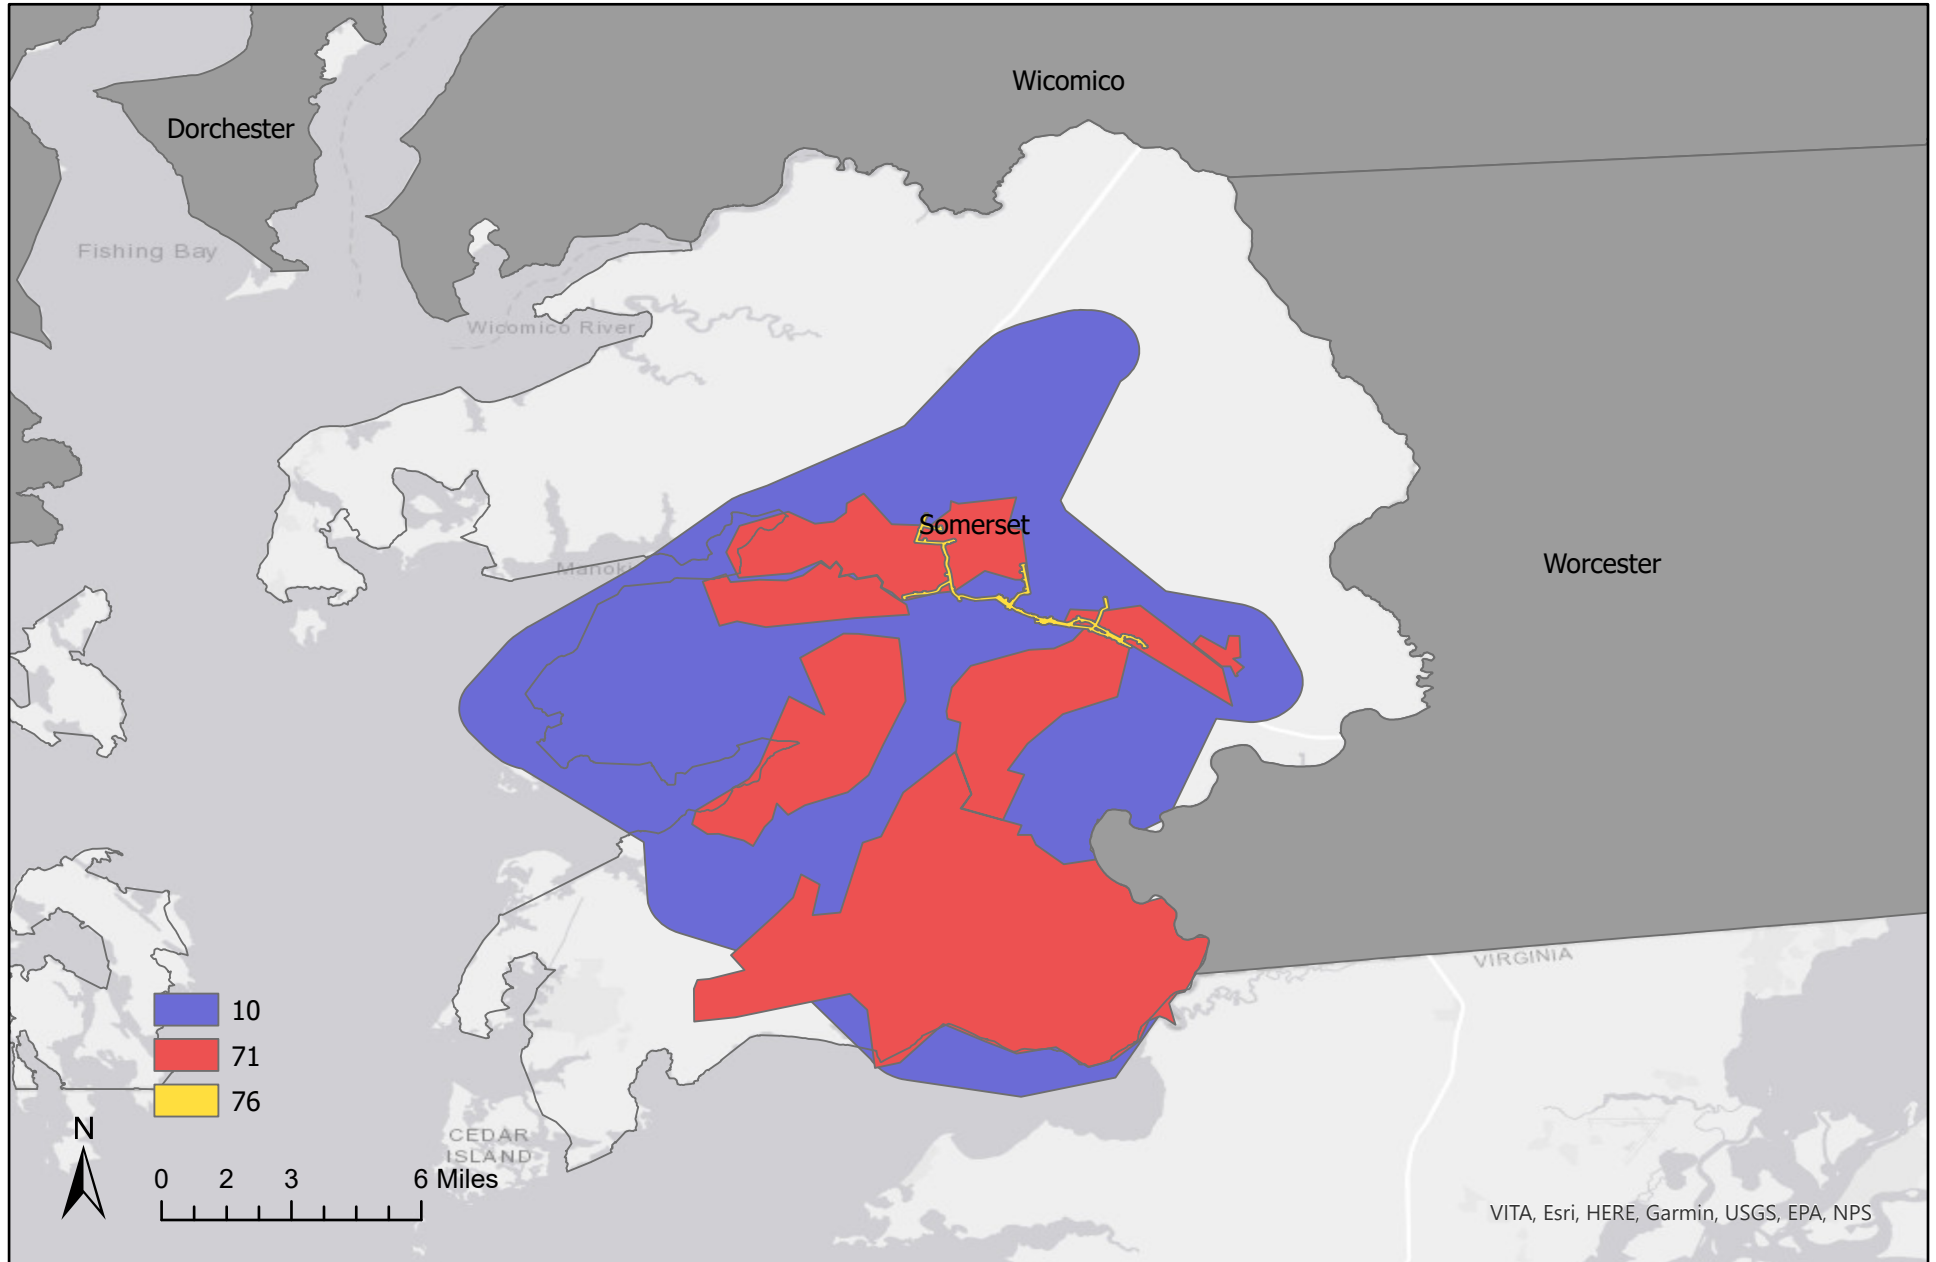 Wicomico
Dorchester
Fishing Bay
Wicomico River
Somerset
Worcester
Manoki
VIRGINIA
10
71
76
N
CEDAR
ISLAND
0 2 3 6 Miles
VITA, Esri, HERE, Garmin, USGS, EPA, NPS